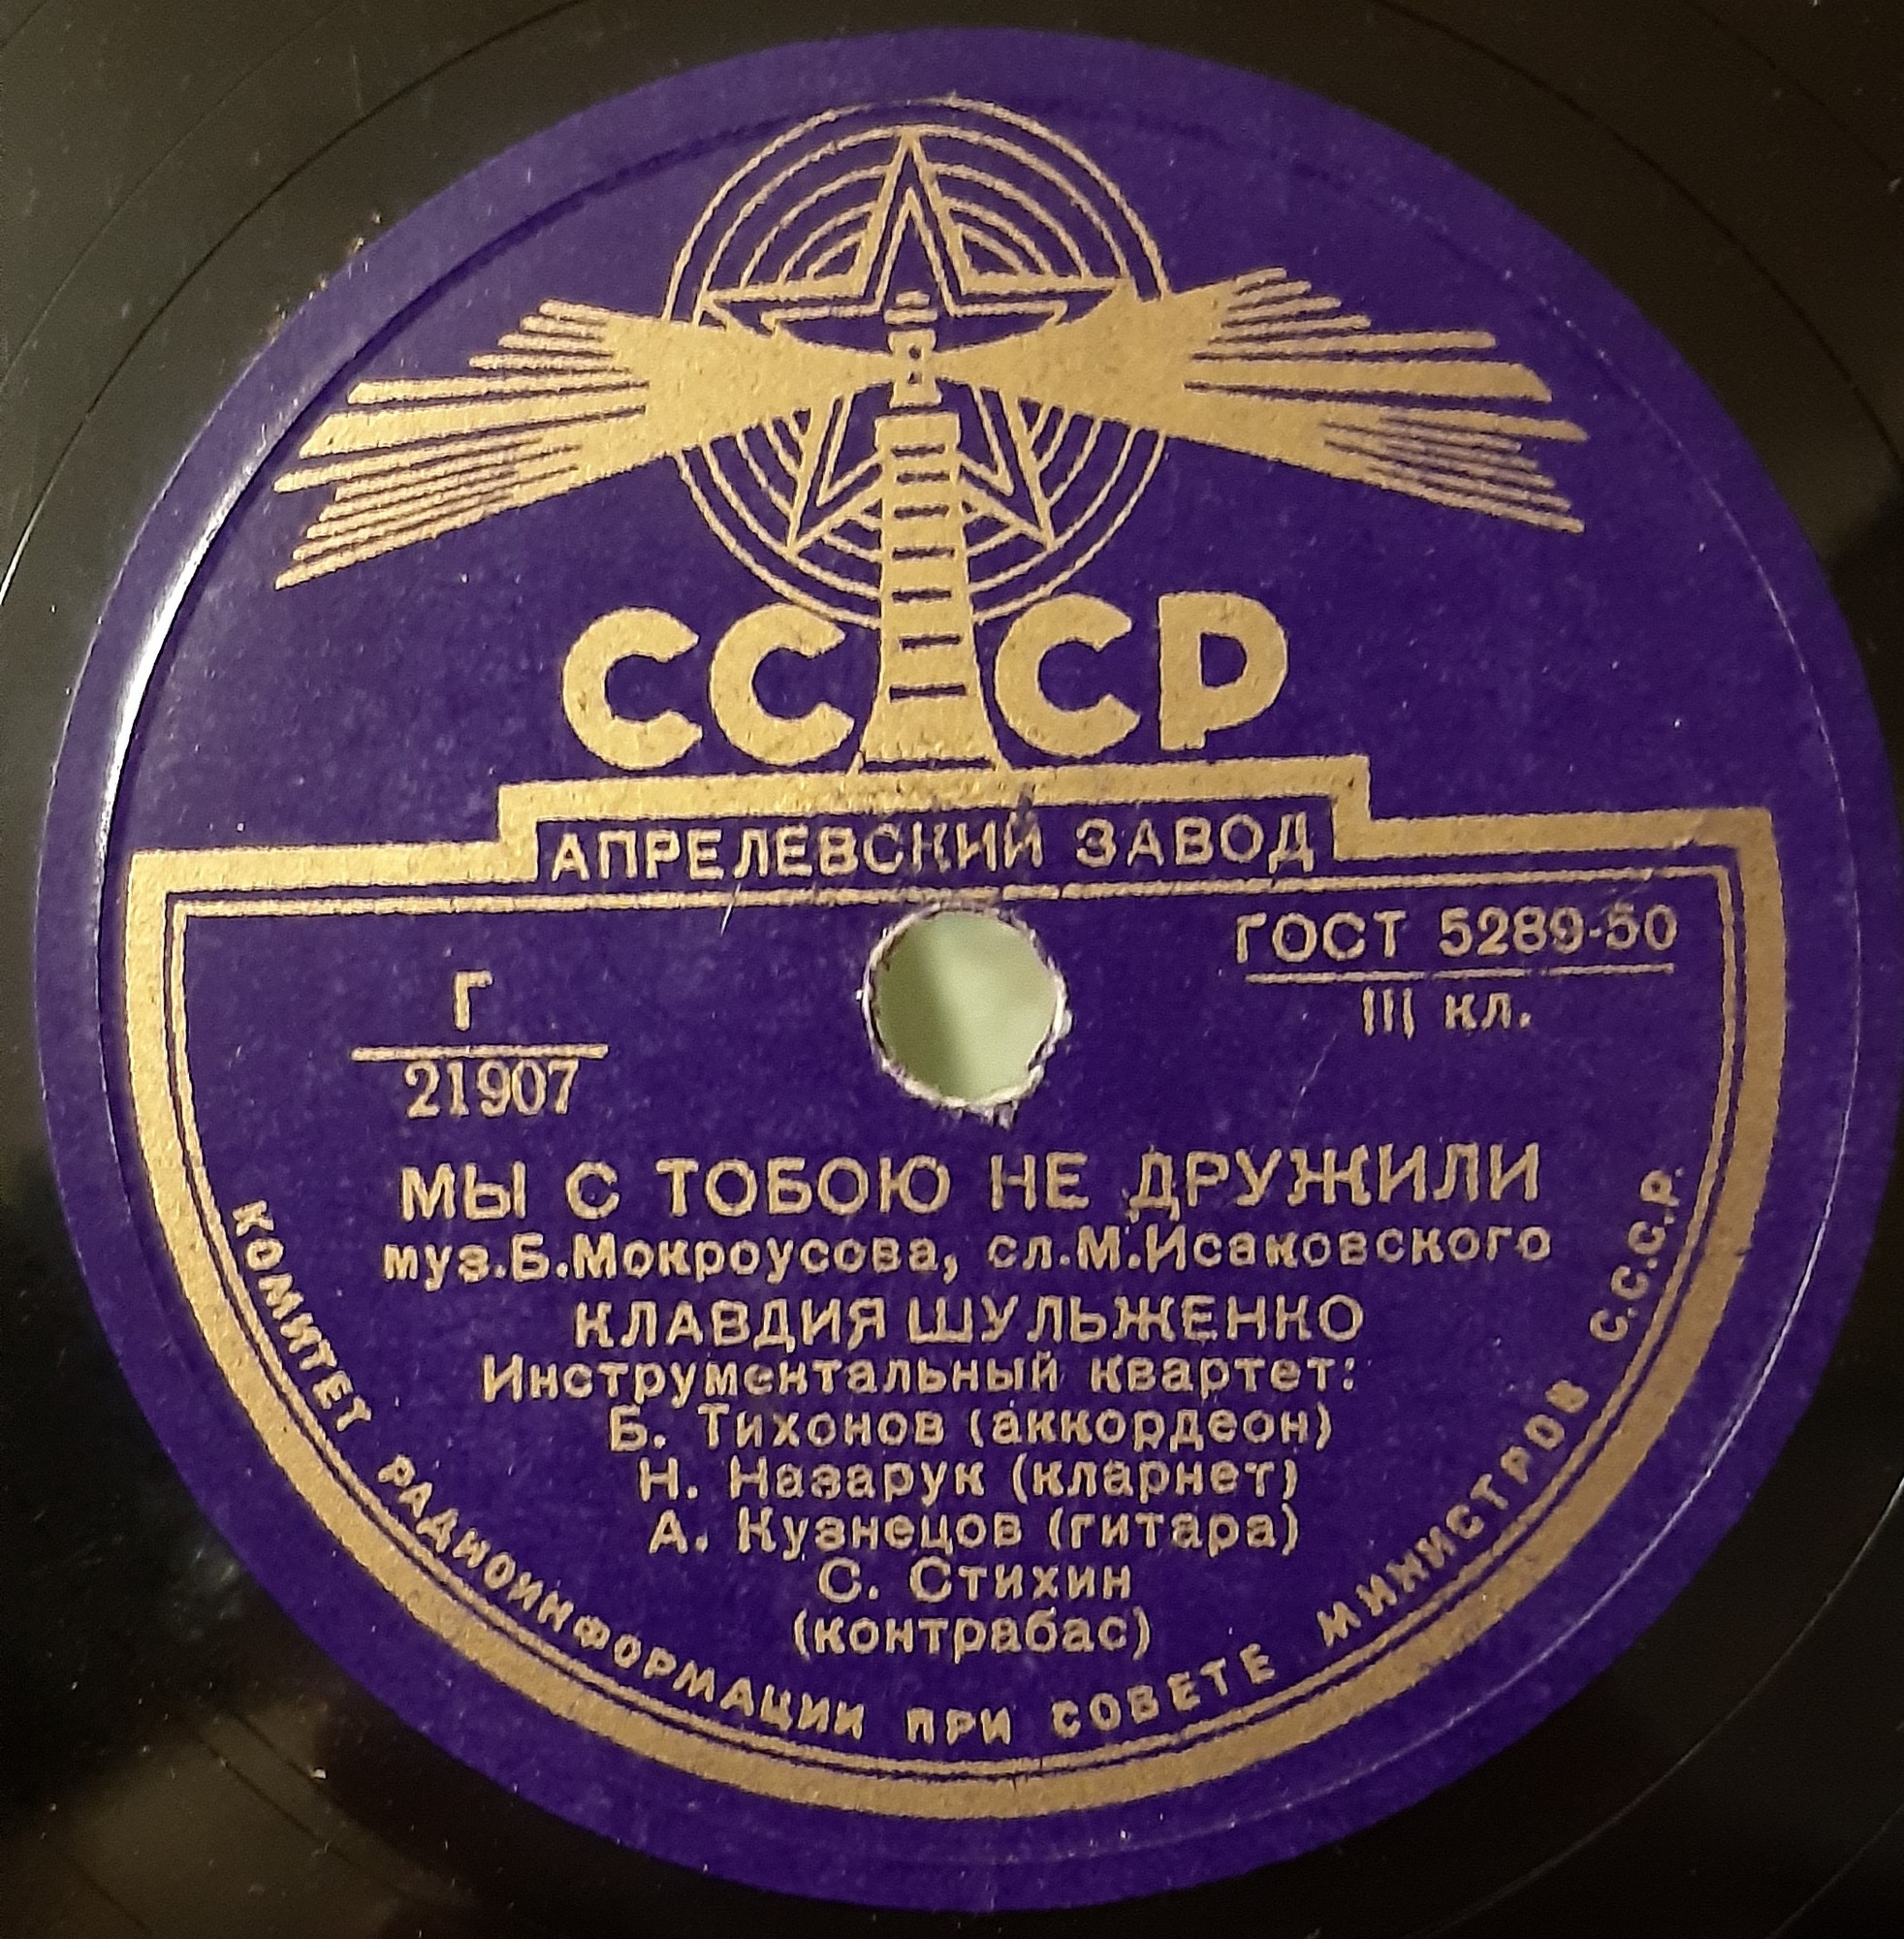 СССР
АПРЕЛЕВСКИЙ ЗАВОД
ГОСТ 5289-50
III кл.
Г
21907
МЫ С ТОБОЮ НЕ ДРУЖИЛИ
муз.Б.Мокроусова, сл.М.Исаковского
КЛАВДИЯ ШУЛЬЖЕНКО
Инструментальный квартет:
Б. Тихонов (аккордеон)
Н. Назарук (кларнет)
А. Кузнецов (гитара)
С. Стихин
(контрабас)
КОМИТЕТ РАДИОИНФОРМАЦИИ ПРИ СОВЕТЕ МИНИСТРОВ С.С.С.Р.